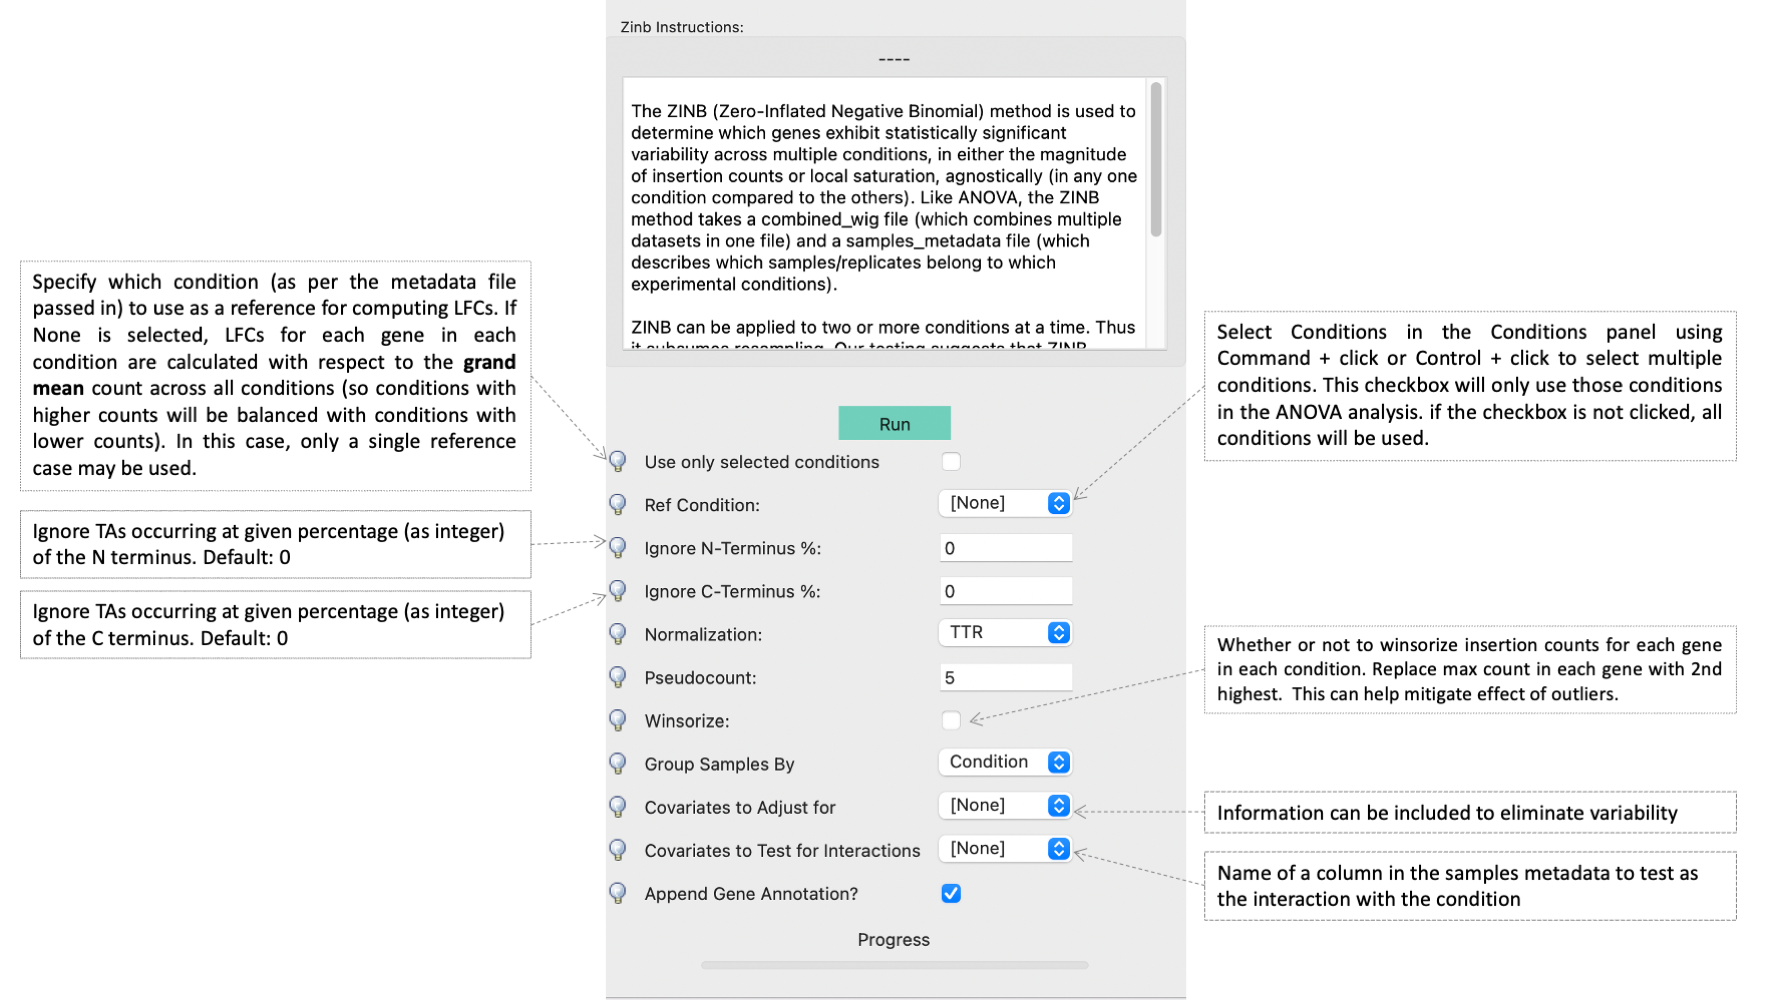 Zinb Instructions:
----
The ZINB (Zero-Inflated Negative Binomial) method is used to
determine which genes exhibit statistically significant
variability across multiple conditions, in either the magnitude
of insertion counts or local saturation, agnostically (in any one
condition compared to the others). Like ANOVA, the ZINB
method takes a combined_wig file (which combines multiple
datasets in one file) and a samples_metadata file (which
describes which samples/replicates belong to which
experimental conditions).
ZINB can be applied to two or more conditions at a time. Thus
it subsumes resampling. Our testing suggests that ZINB
Specify which condition (as per the metadata file
passed in) to use as a reference for computing LFCs. If
None is selected, LFCs for each gene in each
condition are calculated with respect to the grand
mean count across all conditions (so conditions with
higher counts will be balanced with conditions with
lower counts). In this case, only a single reference
case may be used.
Ignore TAs occurring at given percentage (as integer)
of the N terminus. Default: 0
Ignore TAs occurring at given percentage (as integer)
of the C terminus. Default: 0
Run
Use only selected conditions
Ref Condition: [None]
Ignore N-Terminus %: 0
Ignore C-Terminus %: 0
Normalization: TTR
Pseudocount: 5
Winsorize:
Group Samples By Condition
Covariates to Adjust for [None]
Covariates to Test for Interactions [None]
Append Gene Annotation?
Progress
Select Conditions in the Conditions panel using
Command + click or Control + click to select multiple
conditions. This checkbox will only use those conditions
in the ANOVA analysis. if the checkbox is not clicked, all
conditions will be used.
Whether or not to winsorize insertion counts for each gene
in each condition. Replace max count in each gene with 2nd
highest. This can help mitigate effect of outliers.
Information can be included to eliminate variability
Name of a column in the samples metadata to test as
the interaction with the condition